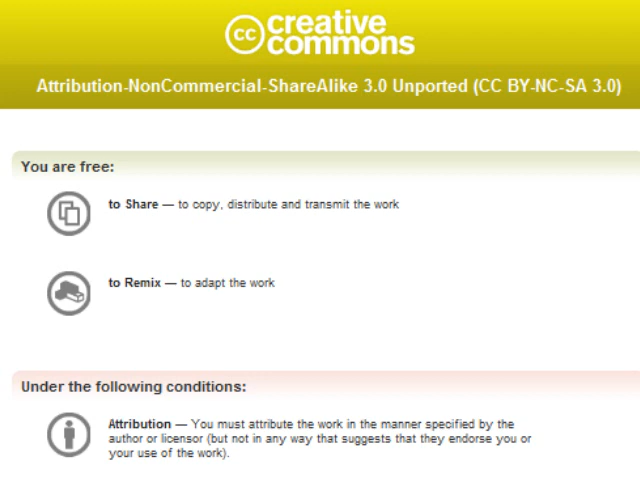 cc creative
commons
Attribution-NonCommercial-ShareAlike 3.0 Unported (CC BY-NC-SA 3.0)
You are free:
to Share — to copy, distribute and transmit the work
to Remix — to adapt the work
Under the following conditions:
Attribution — You must attribute the work in the manner specified by the
author or licensor (but not in any way that suggests that they endorse you or
your use of the work).